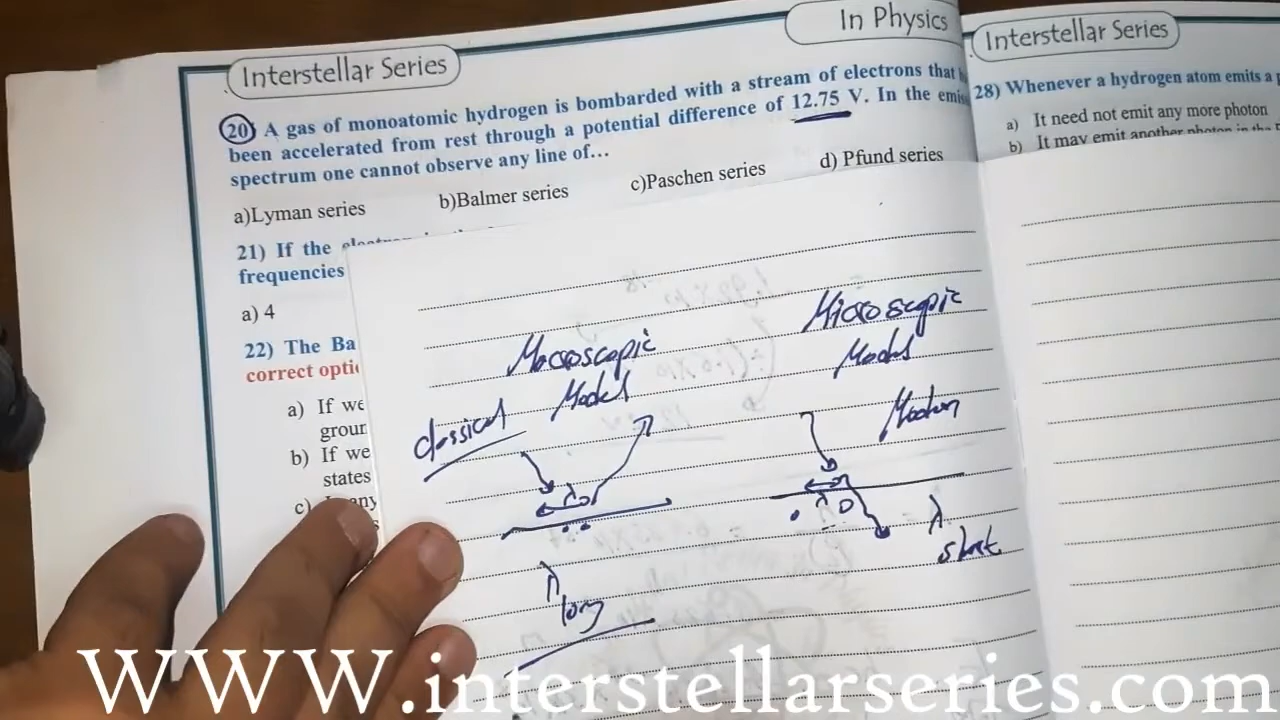 Interstellar Series
In Physics
20) A gas of monoatomic hydrogen is bombarded with a stream of electrons that
been accelerated from rest through a potential difference of 12.75 V. In the
spectrum one cannot observe any line of...
a)Lyman series b)Balmer series c)Paschen series d) Pfund series
21) If the
frequencies
a) 4
22) The Ba
correct
a) If we
b) If we
states
c)
Macroscopic
Model
classical
λ
long
Microscopic
Model
Modern
λ
short
Interstellar Series
28) Whenever a hydrogen atom emits a
a) It need not emit any more photon
b) It may emit another photon in the
WWW.interstellarseries.com